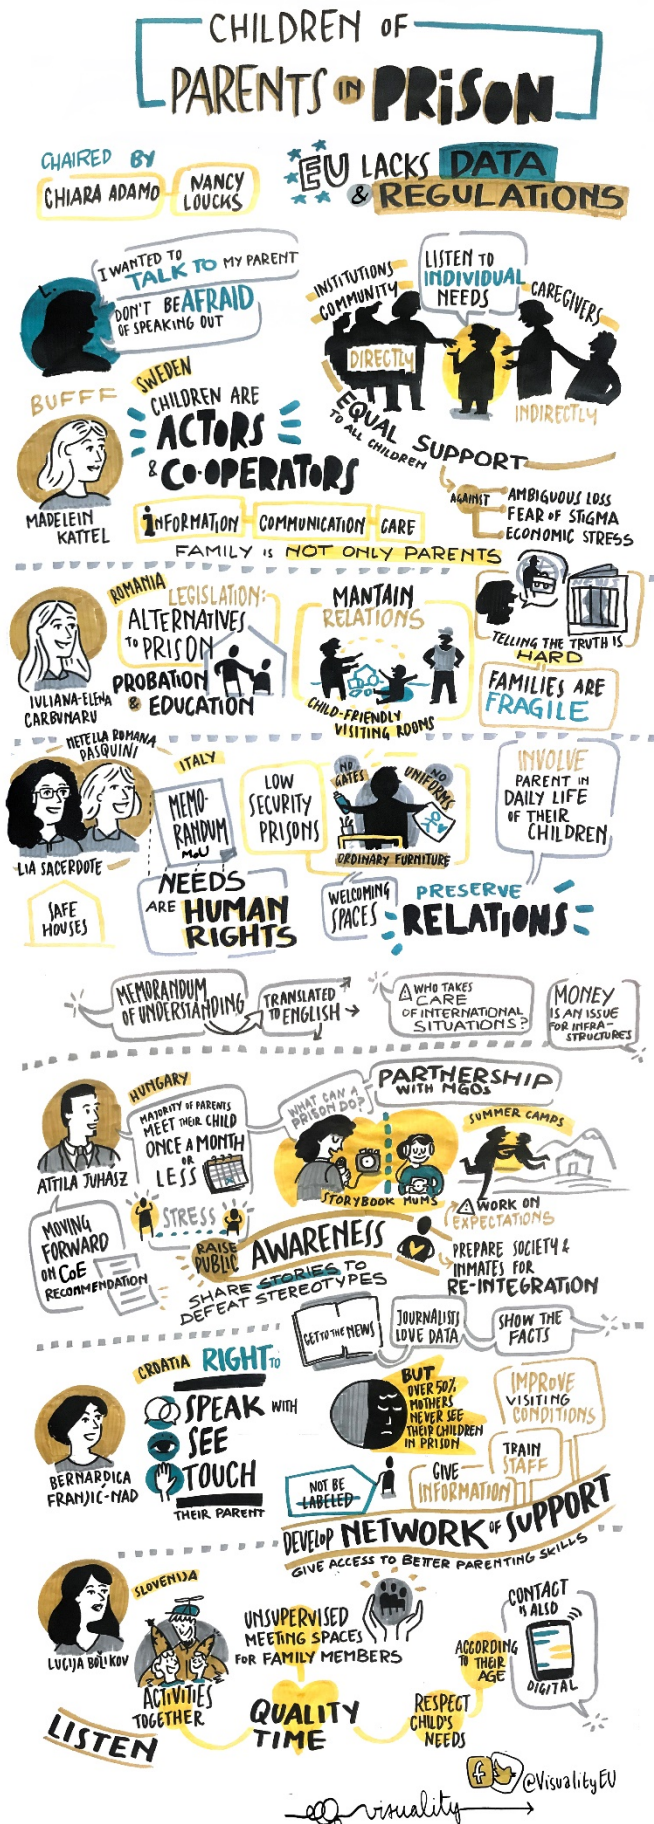 CHILDREN OF
PARENTS IN PRISON
CHAIRED BY
CHIARA ADAMO
NANCY
LOUCKS
EU LACKS DATA
& REGULATIONS
I WANTED TO
TALK TO MY PARENT
DON'T BE AFRAID
OF SPEAKING OUT
L.
INSTITUTIONS
COMMUNITY
LISTEN TO
INDIVIDUAL
NEEDS
CAREGIVERS
DIRECTLY
INDIRECTLY
EQUAL SUPPORT
TO ALL CHILDREN
AGAINST
AMBIGUOUS LOSS
FEAR OF STIGMA
ECONOMIC STRESS
BUFFF
SWEDEN
MADELEIN
KATTEL
CHILDREN ARE
ACTORS
& CO-OPERATORS
INFORMATION
COMMUNICATION
CARE
FAMILY IS NOT ONLY PARENTS
ROMANIA
IULIANA-ELENA
CARBUNARU
LEGISLATION:
ALTERNATIVES
TO PRISON
PROBATION
& EDUCATION
MANTAIN
RELATIONS
CHILD-FRIENDLY
VISITING ROOMS
NEWS
TELLING THE TRUTH IS
HARD
FAMILIES ARE
FRAGILE
METELLA ROMANA
PASQUINI
ITALY
LIA SACERDOTE
SAFE
HOUSES
MEMO-
RANDUM
MoU
NEEDS
ARE HUMAN
RIGHTS
LOW
SECURITY
PRISONS
NO
GATES
NO
UNIFORMS
ORDINARY FURNITURE
WELCOMING
SPACES
INVOLVE
PARENT IN
DAILY LIFE
OF THEIR
CHILDREN
PRESERVE
RELATIONS
MEMORANDUM
OF UNDERSTANDING
TRANSLATED
TO ENGLISH
WHO TAKES
CARE
OF INTERNATIONAL
SITUATIONS?
MONEY
IS AN ISSUE
FOR INFRA-
STRUCTURES
HUNGARY
ATTILA JUHASZ
MAJORITY OF PARENTS
MEET THEIR CHILD
ONCE A MONTH
OR
LESS
WHAT CAN A
PRISON DO?
PARTNERSHIP
WITH NGOs
STORYBOOK MUMS
SUMMER CAMPS
WORK ON
EXPECTATIONS
MOVING
FORWARD
ON CoE
RECOMMENDATION
STRESS
RAISE
PUBLIC
AWARENESS
SHARE STORIES TO
DEFEAT STEREOTYPES
PREPARE SOCIETY &
INMATES FOR
RE-INTEGRATION
GET TO THE NEWS
JOURNALISTS
LOVE DATA
SHOW THE
FACTS
CROATIA
BERNARDICA
FRANJIĆ-NAĐ
RIGHT TO
SPEAK WITH
SEE
TOUCH
THEIR PARENT
BUT
OVER 50%
MOTHERS
NEVER SEE
THEIR CHILDREN
IN PRISON
NOT BE
LABELED
IMPROVE
VISITING
CONDITIONS
TRAIN
STAFF
GIVE
INFORMATION
DEVELOP NETWORK OF SUPPORT
GIVE ACCESS TO BETTER PARENTING SKILLS
SLOVENIJA
LUCIJA BOŽIKOV
ACTIVITIES
TOGETHER
LISTEN
UNSUPERVISED
MEETING SPACES
FOR FAMILY MEMBERS
QUALITY
TIME
RESPECT
CHILD'S
NEEDS
ACCORDING
TO THEIR
AGE
CONTACT
IS ALSO
DIGITAL
@VisualityEU
visuality